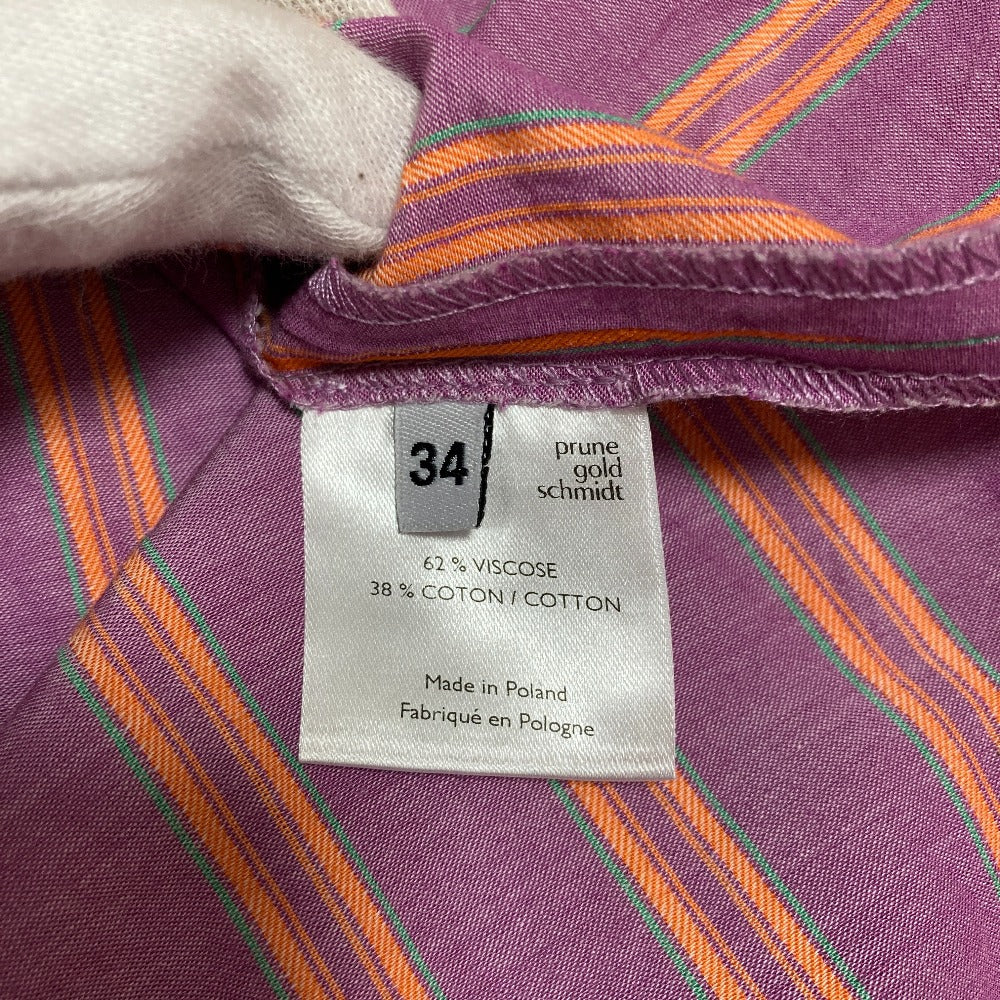 34
prune
gold
schmidt
62 % VISCOSE
38 % COTON / COTTON
Made in Poland
Fabriqué en Pologne